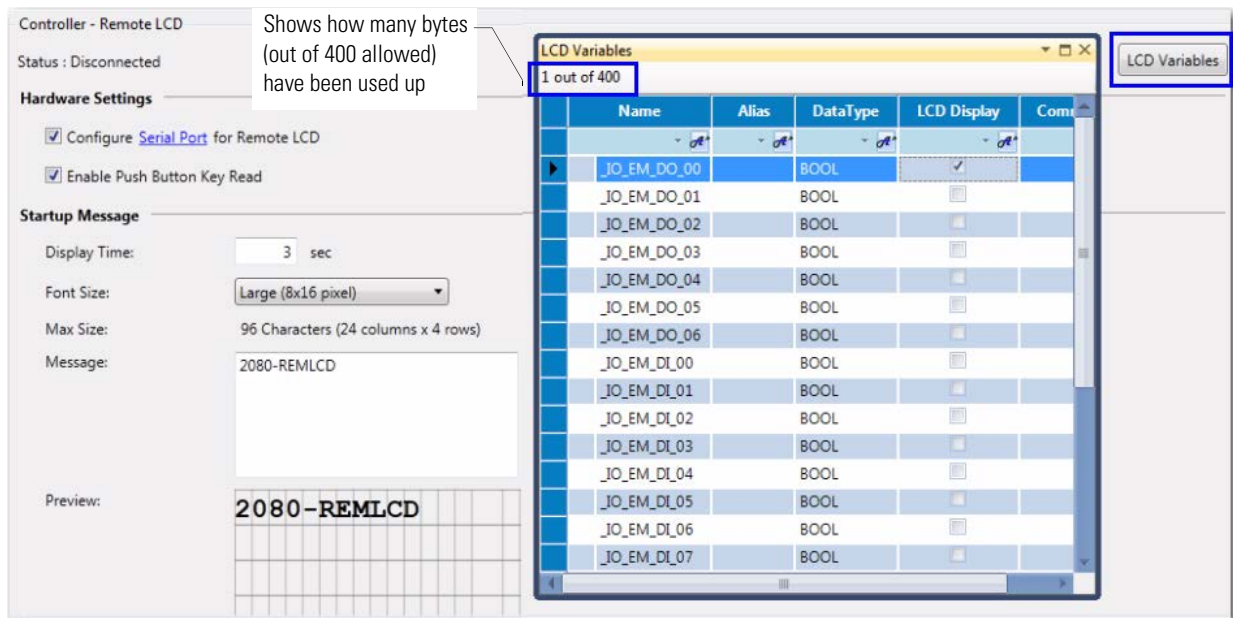 Controller - Remote LCD
Shows how many bytes
(out of 400 allowed)
have been used up
Status : Disconnected
Hardware Settings
Configure Serial Port for Remote LCD
Enable Push Button Key Read
Startup Message
Display Time: 3 sec
Font Size: Large (8x16 pixel)
Max Size: 96 Characters (24 columns x 4 rows)
Message: 2080-REMLCD
Preview: 2080-REMLCD
LCD Variables
1 out of 400
Name Alias DataType LCD Display
_IO_EM_DO_00 BOOL
_IO_EM_DO_01 BOOL
_IO_EM_DO_02 BOOL
_IO_EM_DO_03 BOOL
_IO_EM_DO_04 BOOL
_IO_EM_DO_05 BOOL
_IO_EM_DO_06 BOOL
_IO_EM_DI_00 BOOL
_IO_EM_DI_01 BOOL
_IO_EM_DI_02 BOOL
_IO_EM_DI_03 BOOL
_IO_EM_DI_04 BOOL
_IO_EM_DI_05 BOOL
_IO_EM_DI_06 BOOL
_IO_EM_DI_07 BOOL
LCD Variables